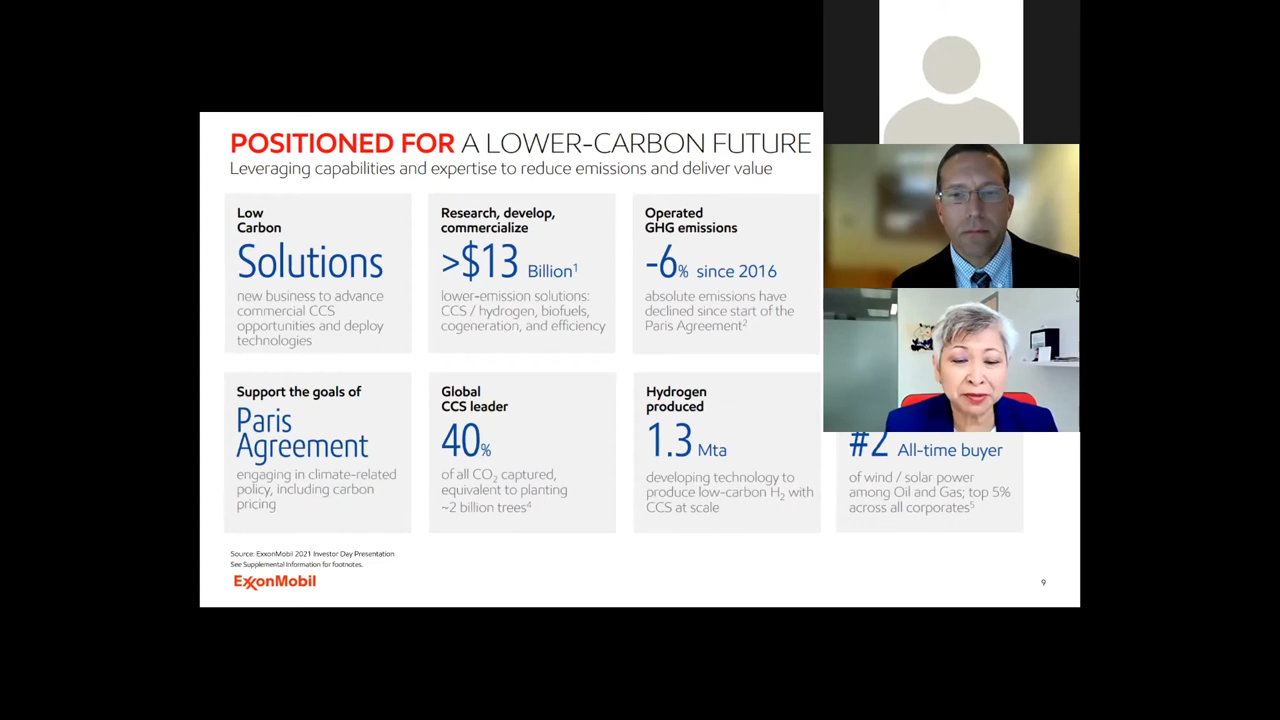 POSITIONED FOR A LOWER-CARBON FUTURE
Leveraging capabilities and expertise to reduce emissions and deliver value
Low
Carbon
Solutions
new business to advance
commercial CCS
opportunities and deploy
technologies
Research, develop,
commercialize
>$13 Billion¹
lower-emission solutions:
CCS / hydrogen, biofuels,
cogeneration, and efficiency
Operated
GHG emissions
-6% since 2016
absolute emissions have
declined since start of the
Paris Agreement²
Support the goals of
Paris
Agreement
engaging in climate-related
policy, including carbon
pricing
Global
CCS leader
40%
of all CO₂ captured,
equivalent to planting
~2 billion trees⁴
Hydrogen
produced
1.3 Mta
developing technology to
produce low-carbon H₂ with
CCS at scale
#2 All-time buyer
of wind / solar power
among Oil and Gas; top 5%
across all corporates⁵
Source: ExxonMobil 2021 Investor Day Presentation
See Supplemental Information for footnotes.
ExxonMobil
9